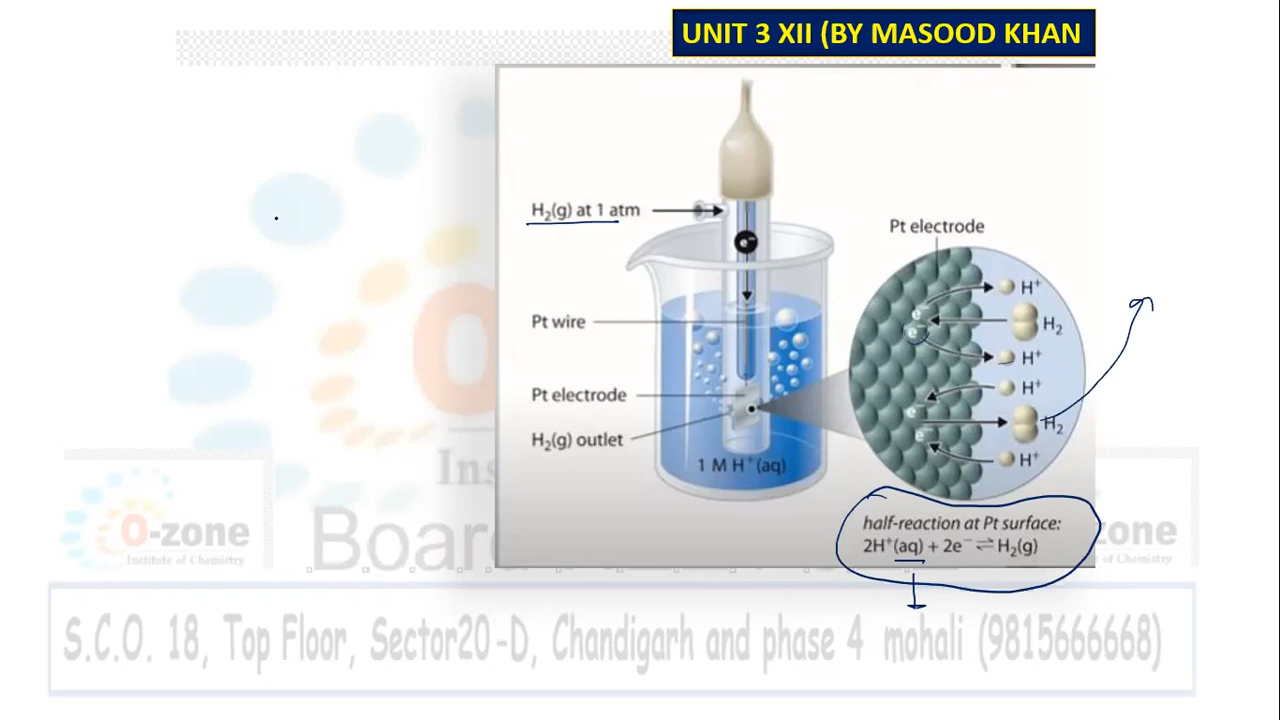 UNIT 3 XII (BY MASOOD KHAN
H₂(g) at 1 atm
e⁻
Pt wire
Pt electrode
H₂(g) outlet
1 M H⁺(aq)
Pt electrode
H⁺
e⁻
H₂
e⁻
H⁺
H⁺
e⁻
H₂
e⁻
H⁺
half-reaction at Pt surface:
2H⁺(aq) + 2e⁻ ⇌ H₂(g)
O-zone
Institute of Chemistry
Ins
Board
-zone
of Chemistry
S.C.O. 18, Top Floor, Sector20-D, Chandigarh and phase 4 mohali (9815666668)